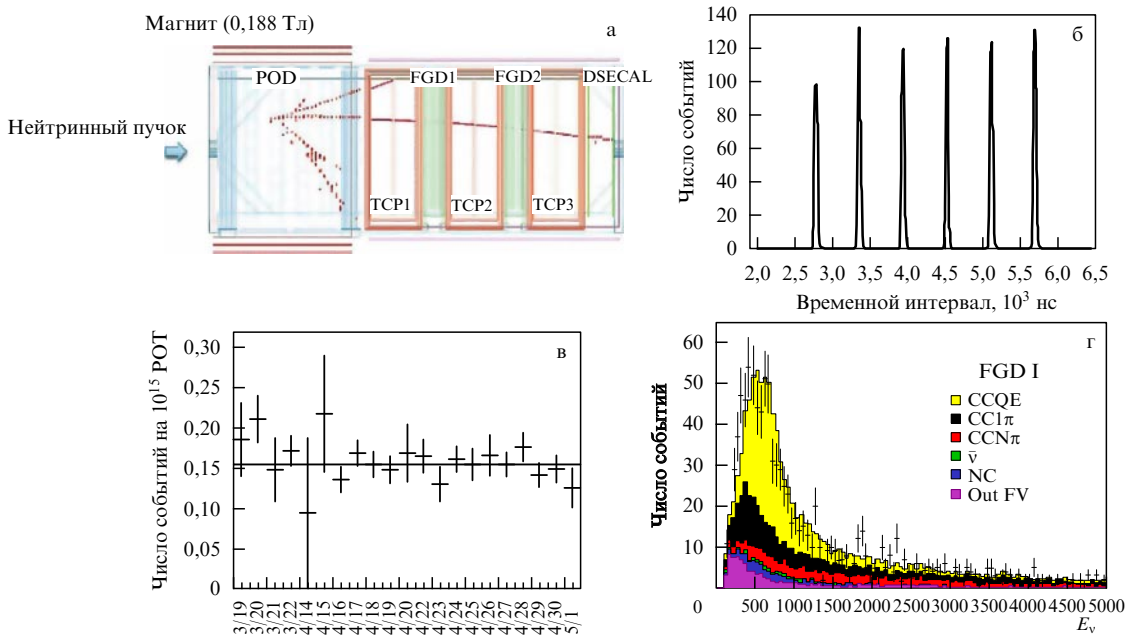 Магнит (0,188 Тл)
а
POD
FGD1
FGD2
DSECAL
Нейтринный пучок
TCP1
TCP2
TCP3
б
Число событий
140
120
100
80
60
40
20
0
2,0 2,5 3,0 3,5 4,0 4,5 5,0 5,5 6,0 6,5
Временной интервал, 10³ нс
в
Число событий на 10¹⁵ POT
0,30
0,25
0,20
0,15
0,10
0,05
0
3/19 3/20 3/21 3/22 4/14 4/15 4/16 4/17 4/18 4/19 4/20 4/22 4/23 4/24 4/25 4/26 4/27 4/28 4/29 4/30 5/1
г
Число событий
60
50
40
30
20
10
0
FGD I
CCQE
CC1π
CCNπ
ν̄
NC
Out FV
500 1000 1500 2000 2500 3000 3500 4000 4500 5000
Eν